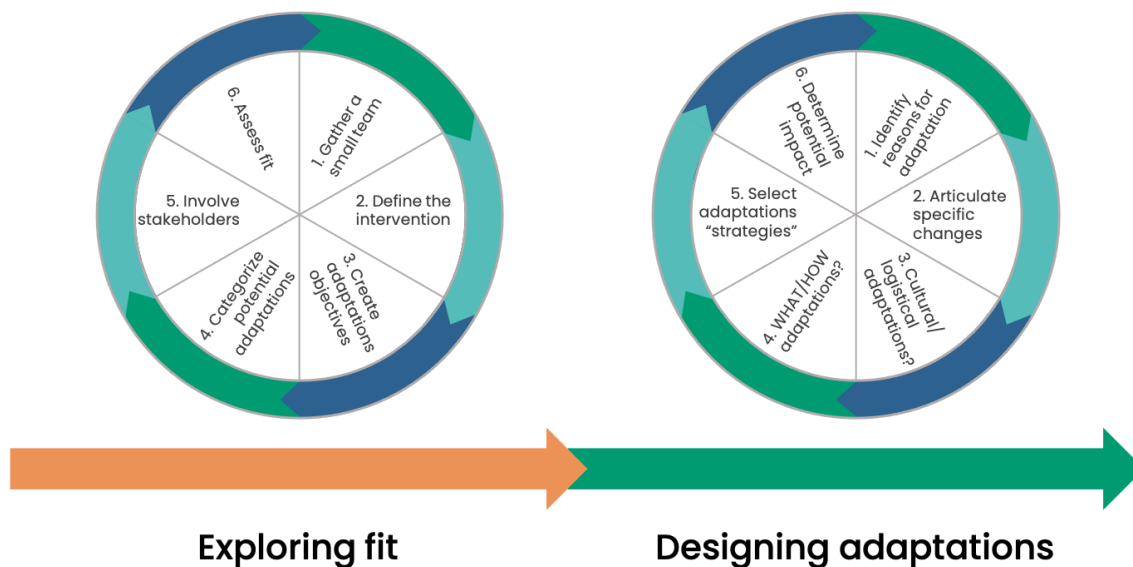 1. Gather a
small team
2. Define the
intervention
3. Create
adaptations
objectives
4. Categorize
potential
adaptations
5. Involve
stakeholders
6. Assess fit
1. Identify
reasons for
adaptation
2. Articulate
specific
changes
3. Cultural/
logistical
adaptations?
4. WHAT/HOW
adaptations?
5. Select
adaptations
“strategies”
6. Determine
potential
impact
Exploring fit
Designing adaptations